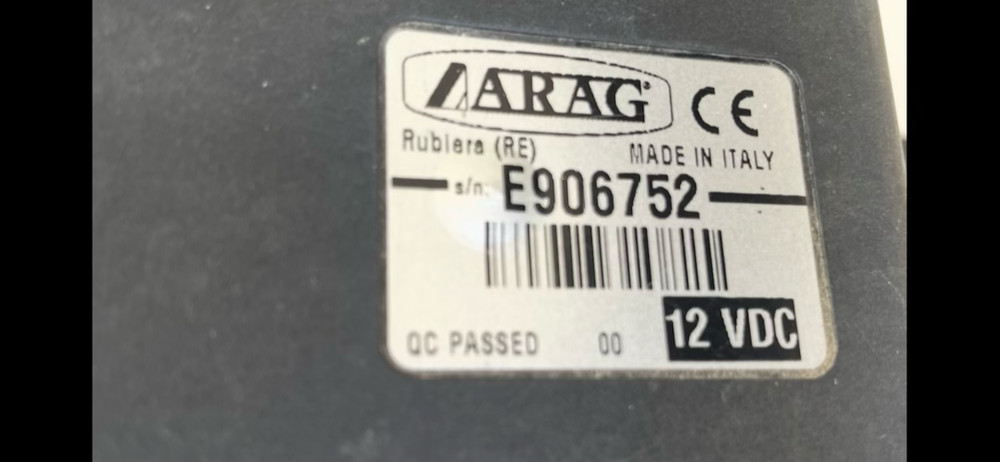 ARAG CE
Rubiera (RE) MADE IN ITALY
s/n: E906752
QC PASSED 00 12 VDC